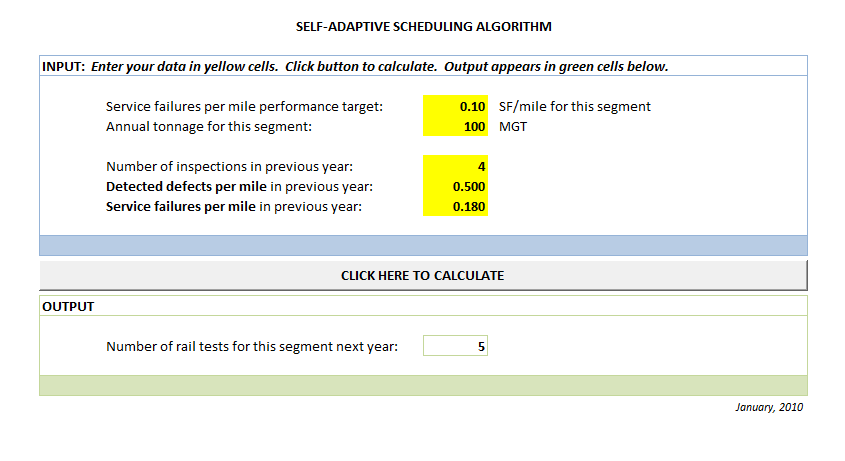 SELF-ADAPTIVE SCHEDULING ALGORITHM
INPUT: Enter your data in yellow cells. Click button to calculate. Output appears in green cells below.
Service failures per mile performance target: 0.10 SF/mile for this segment
Annual tonnage for this segment: 100 MGT
Number of inspections in previous year: 4
Detected defects per mile in previous year: 0.500
Service failures per mile in previous year: 0.180
CLICK HERE TO CALCULATE
OUTPUT
Number of rail tests for this segment next year: 5
January, 2010